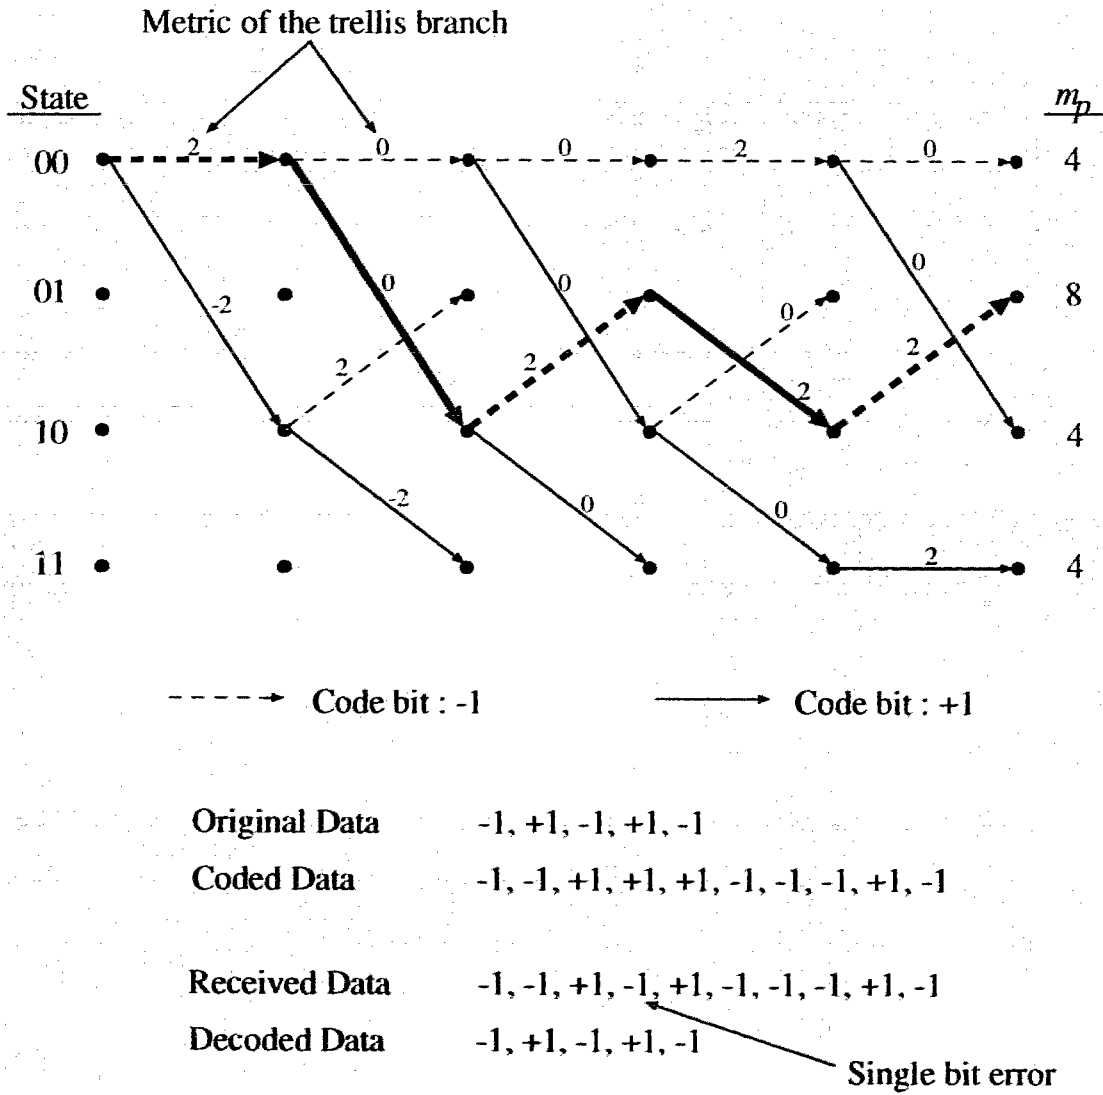 Metric of the trellis branch
State
m_p
00 2 0 0 2 0 4
01 -2 0 0 0 0 8
2 2 2 2
10 4
-2 0 0
11 2 4
Code bit : -1 Code bit : +1
Original Data -1, +1, -1, +1, -1
Coded Data -1, -1, +1, +1, +1, -1, -1, -1, +1, -1
Received Data -1, -1, +1, -1, +1, -1, -1, -1, +1, -1
Decoded Data -1, +1, -1, +1, -1
Single bit error